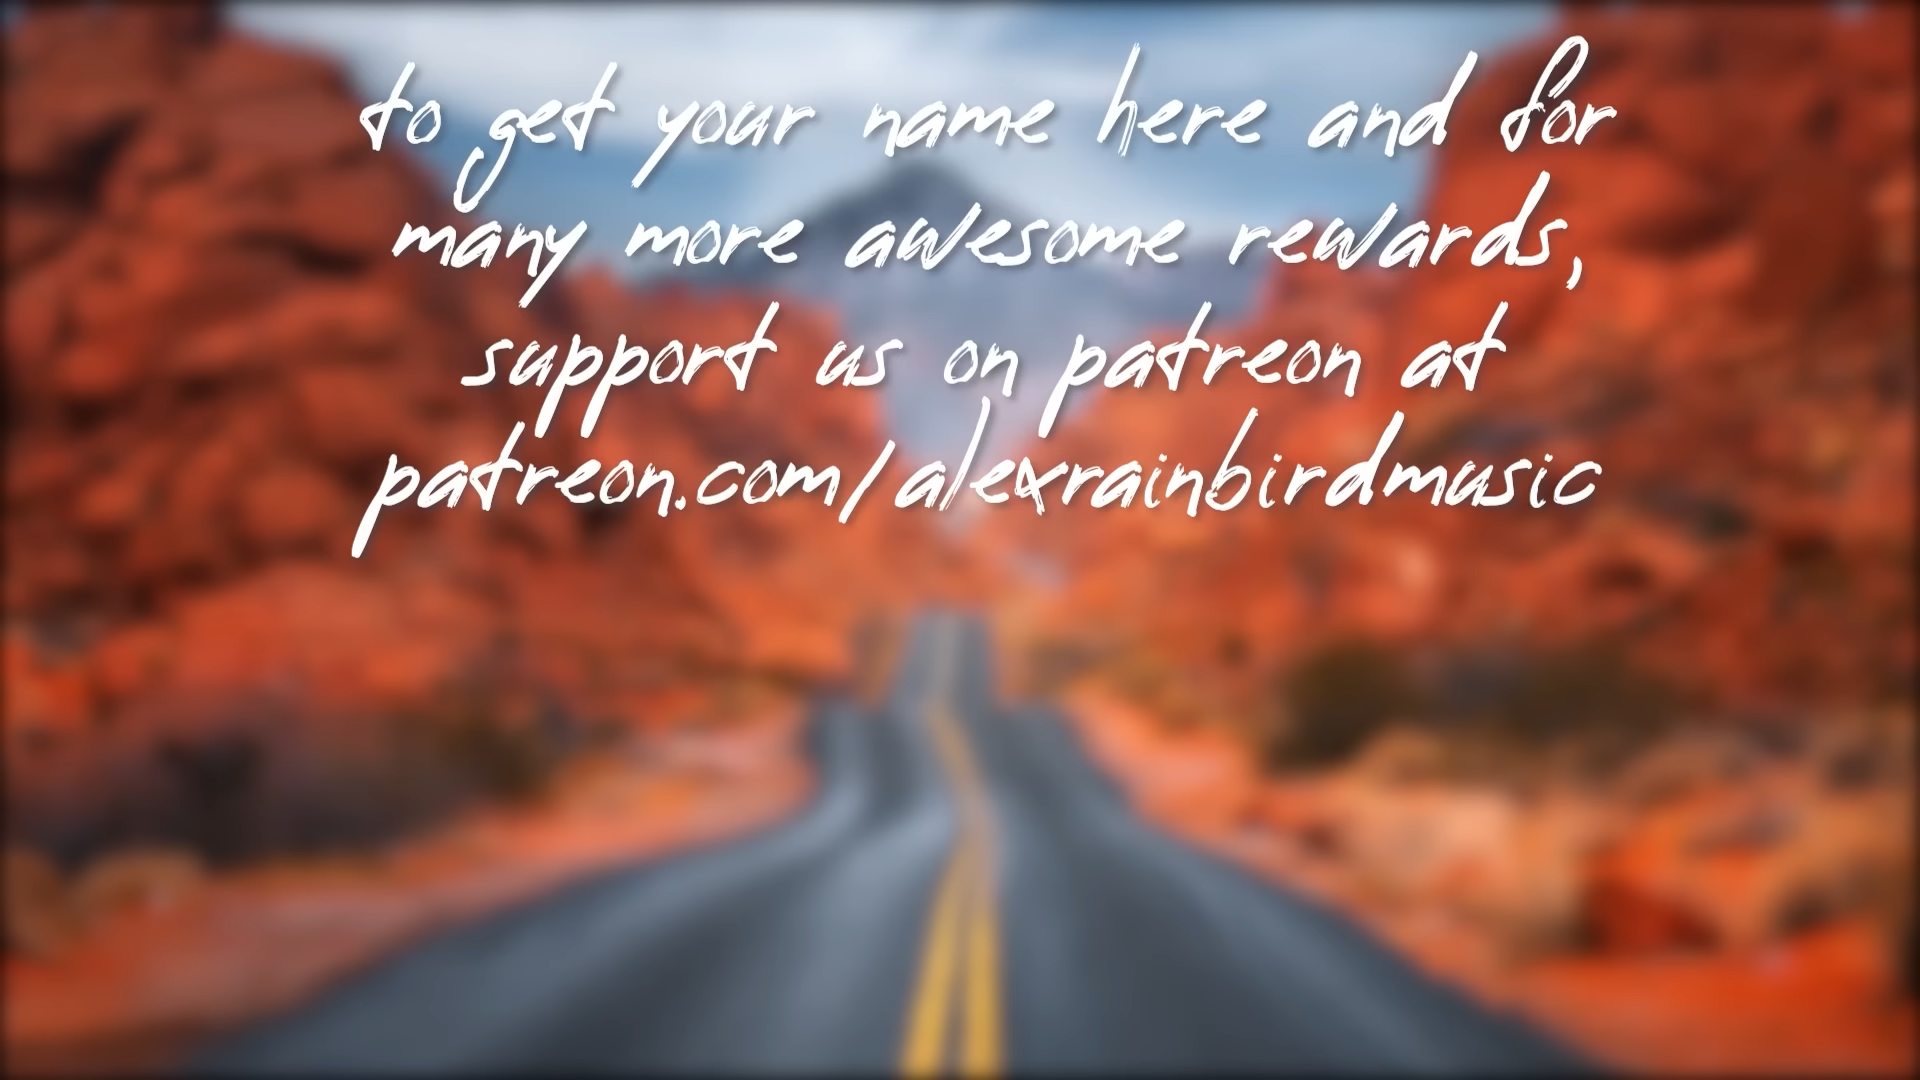 to get your name here and for
many more awesome rewards,
support us on patreon at
patreon.com/alexrainbirdmusic